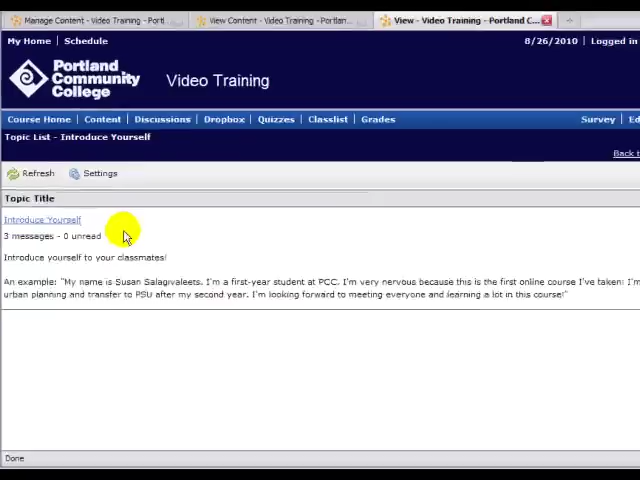 Manage Content - Video Training - Portl... View Content - Video Training - Portlan... View - Video Training - Portland C...
My Home Schedule 8/26/2010 Logged in
Portland
Community
College
Video Training
Course Home Content Discussions Dropbox Quizzes Classlist Grades Survey Ed
Topic List - Introduce Yourself
Back t
Refresh Settings
Topic Title
Introduce Yourself
3 messages - 0 unread
Introduce yourself to your classmates!
An example: "My name is Susan Salagivaleets. I'm a first-year student at PCC. I'm very nervous because this is the first online course I've taken! I'm
urban planning and transfer to PSU after my second year. I'm looking forward to meeting everyone and learning a lot in this course!"
Done